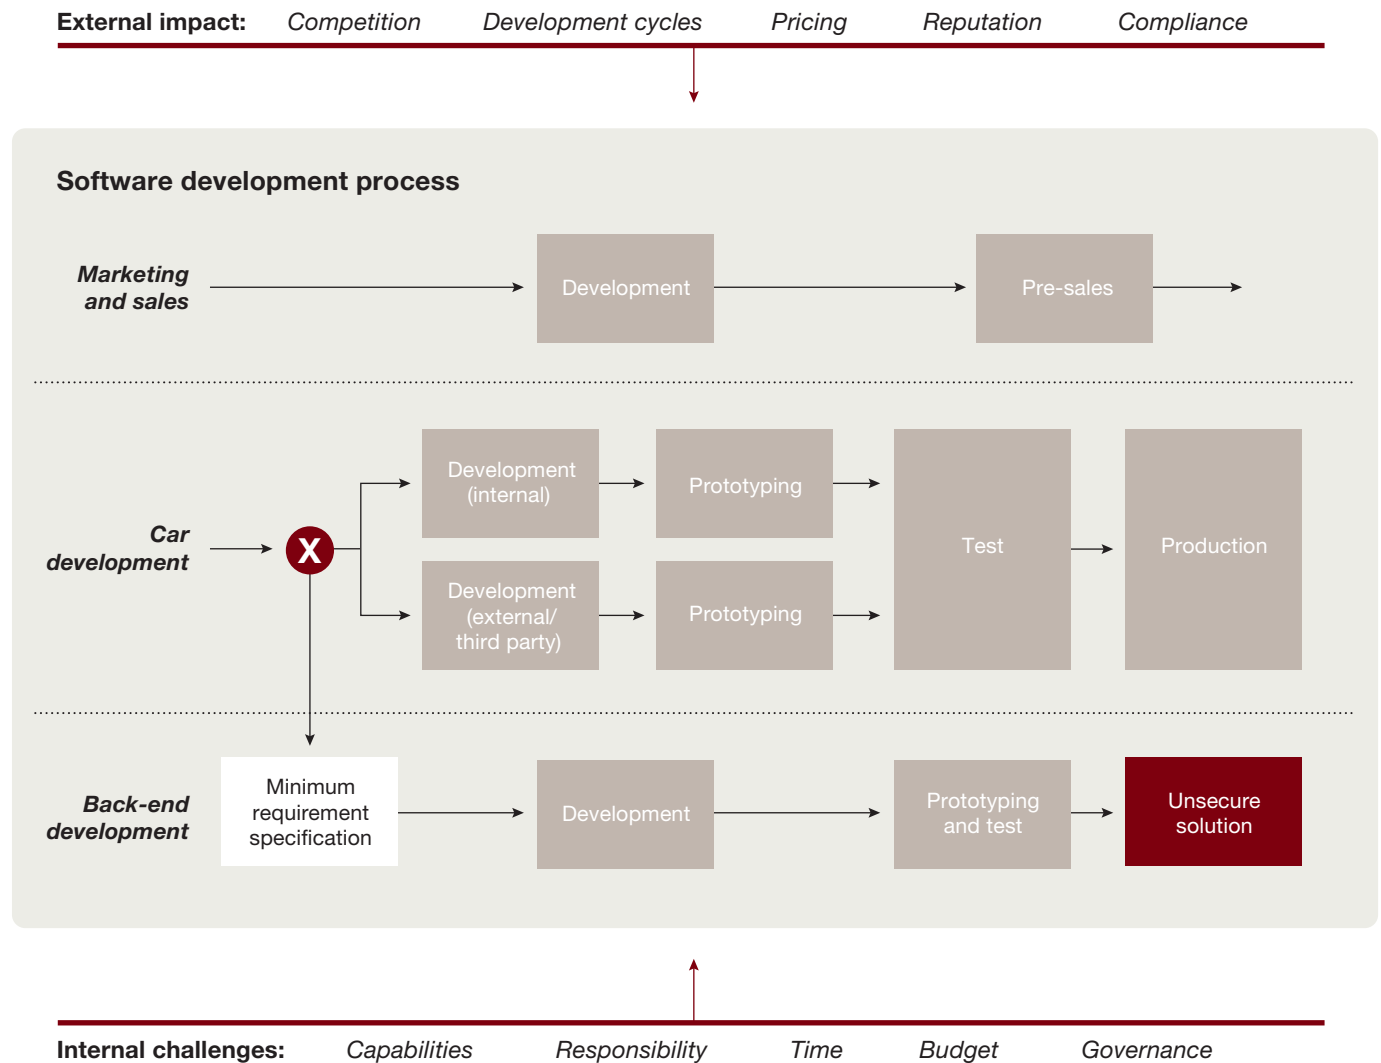 External impact: Competition Development cycles Pricing Reputation Compliance
Software development process
Marketing
and sales
Development
Pre-sales
Car
development
X
Development
(internal)
Prototyping
Development
(external/
third party)
Prototyping
Test
Production
Back-end
development
Minimum
requirement
specification
Development
Prototyping
and test
Unsecure
solution
Internal challenges: Capabilities Responsibility Time Budget Governance